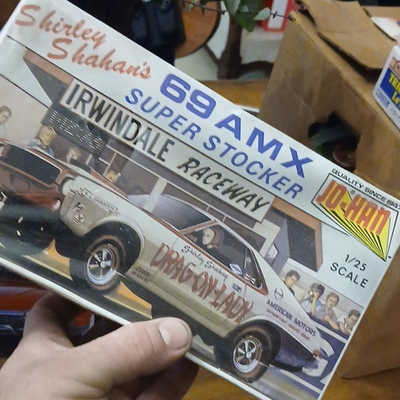 Shirley
Shahan's
69 AMX
SUPER STOCKER
IRWINDALE RACEWAY
QUALITY SINCE
JO-HAN
1/25
SCALE
Shirley Shahan
DRAG-ON-LADY
AMERICAN MOTORS